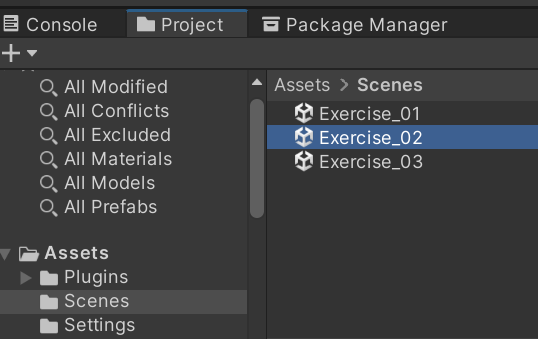 Console
Project
Package Manager
All Modified
All Conflicts
All Excluded
All Materials
All Models
All Prefabs
Assets
Plugins
Scenes
Settings
Assets > Scenes
Exercise_01
Exercise_02
Exercise_03